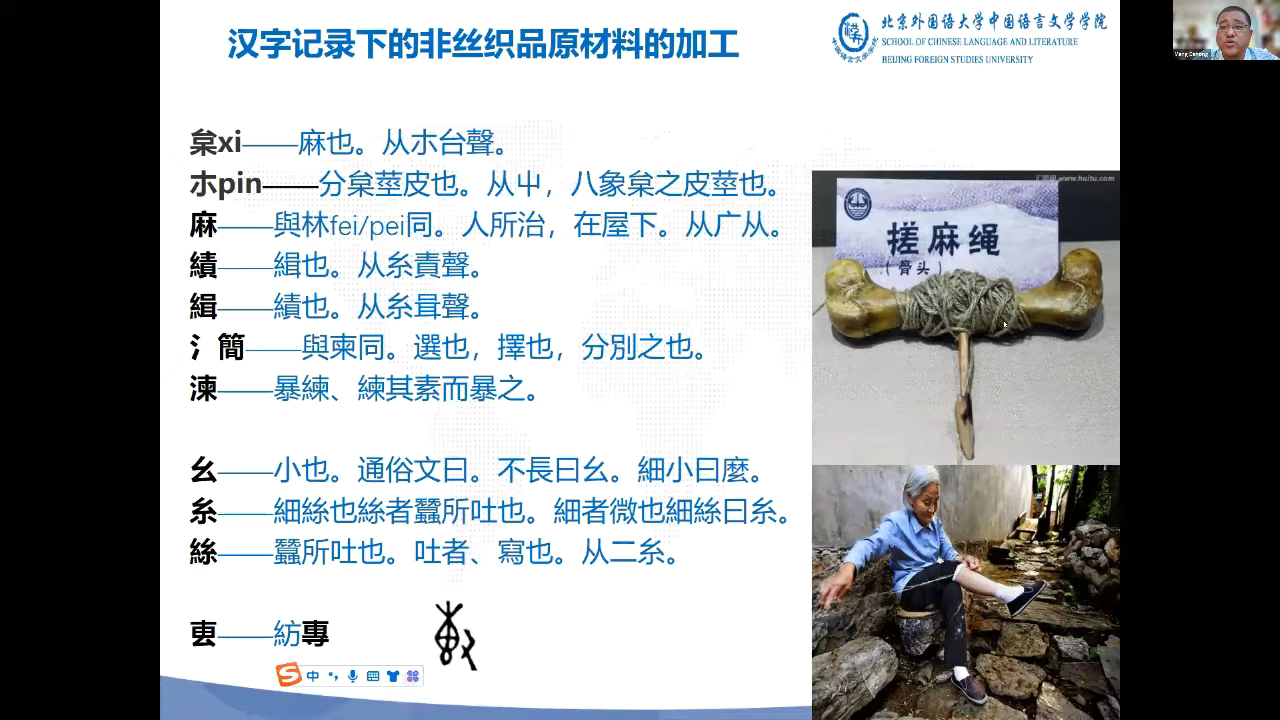 汉字记录下的非丝织品原材料的加工
北京外国语大学中国语言文学学院
SCHOOL OF CHINESE LANGUAGE AND LITERATURE
BEIJING FOREIGN STUDIES UNIVERSITY
枲xi——麻也。从朩台聲。
朩pin——分枲莖皮也。从屮，八象枲之皮莖也。
麻——與林fei/pei同。人所治，在屋下。从广从。
績——緝也。从糸責聲。
緝——績也。从糸咠聲。
氵簡——與柬同。選也，擇也，分別之也。
湅——暴練、練其素而暴之。
幺——小也。通俗文曰。不長曰幺。細小曰麼。
糸——細絲也絲者蠶所吐也。細者微也細絲曰糸。
絲——蠶所吐也。吐者、寫也。从二糸。
叀——紡專
中
www.huitu.com
搓麻绳
（骨头）